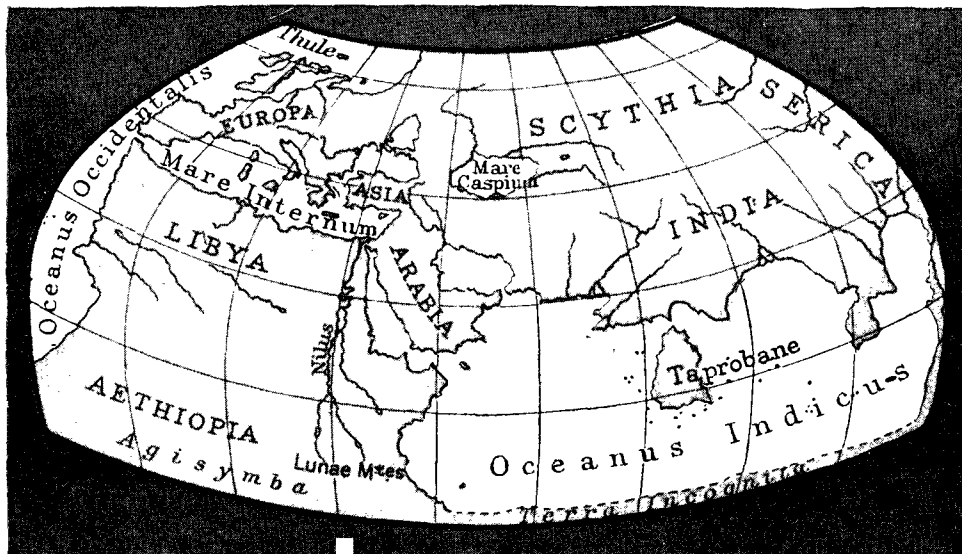 Thule
Oceanus Occidentalis
EUROPA
SCYTHIA
SERICA
Mare Internum
ASIA
Mare
Caspium
INDIA
LIBYA
ARABIA
Nilus
Taprobane
AETHIOPIA
Agisymba
Lunae Mtes
Oceanus Indicus
Terra Incognita